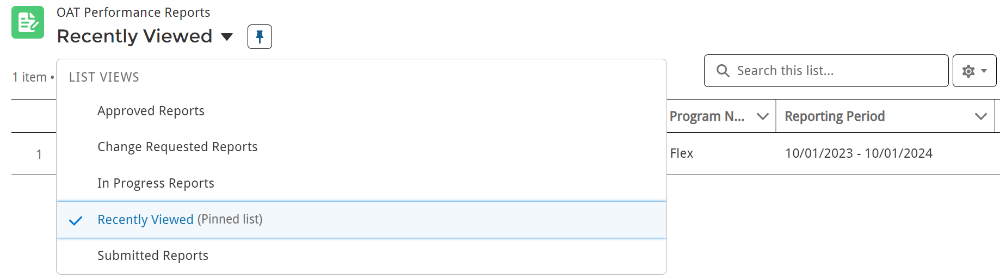 OAT Performance Reports
Recently Viewed
1 item •
LIST VIEWS
Approved Reports
Change Requested Reports
In Progress Reports
Recently Viewed (Pinned list)
Submitted Reports
Search this list...
Program N... Reporting Period
1 Flex 10/01/2023 - 10/01/2024